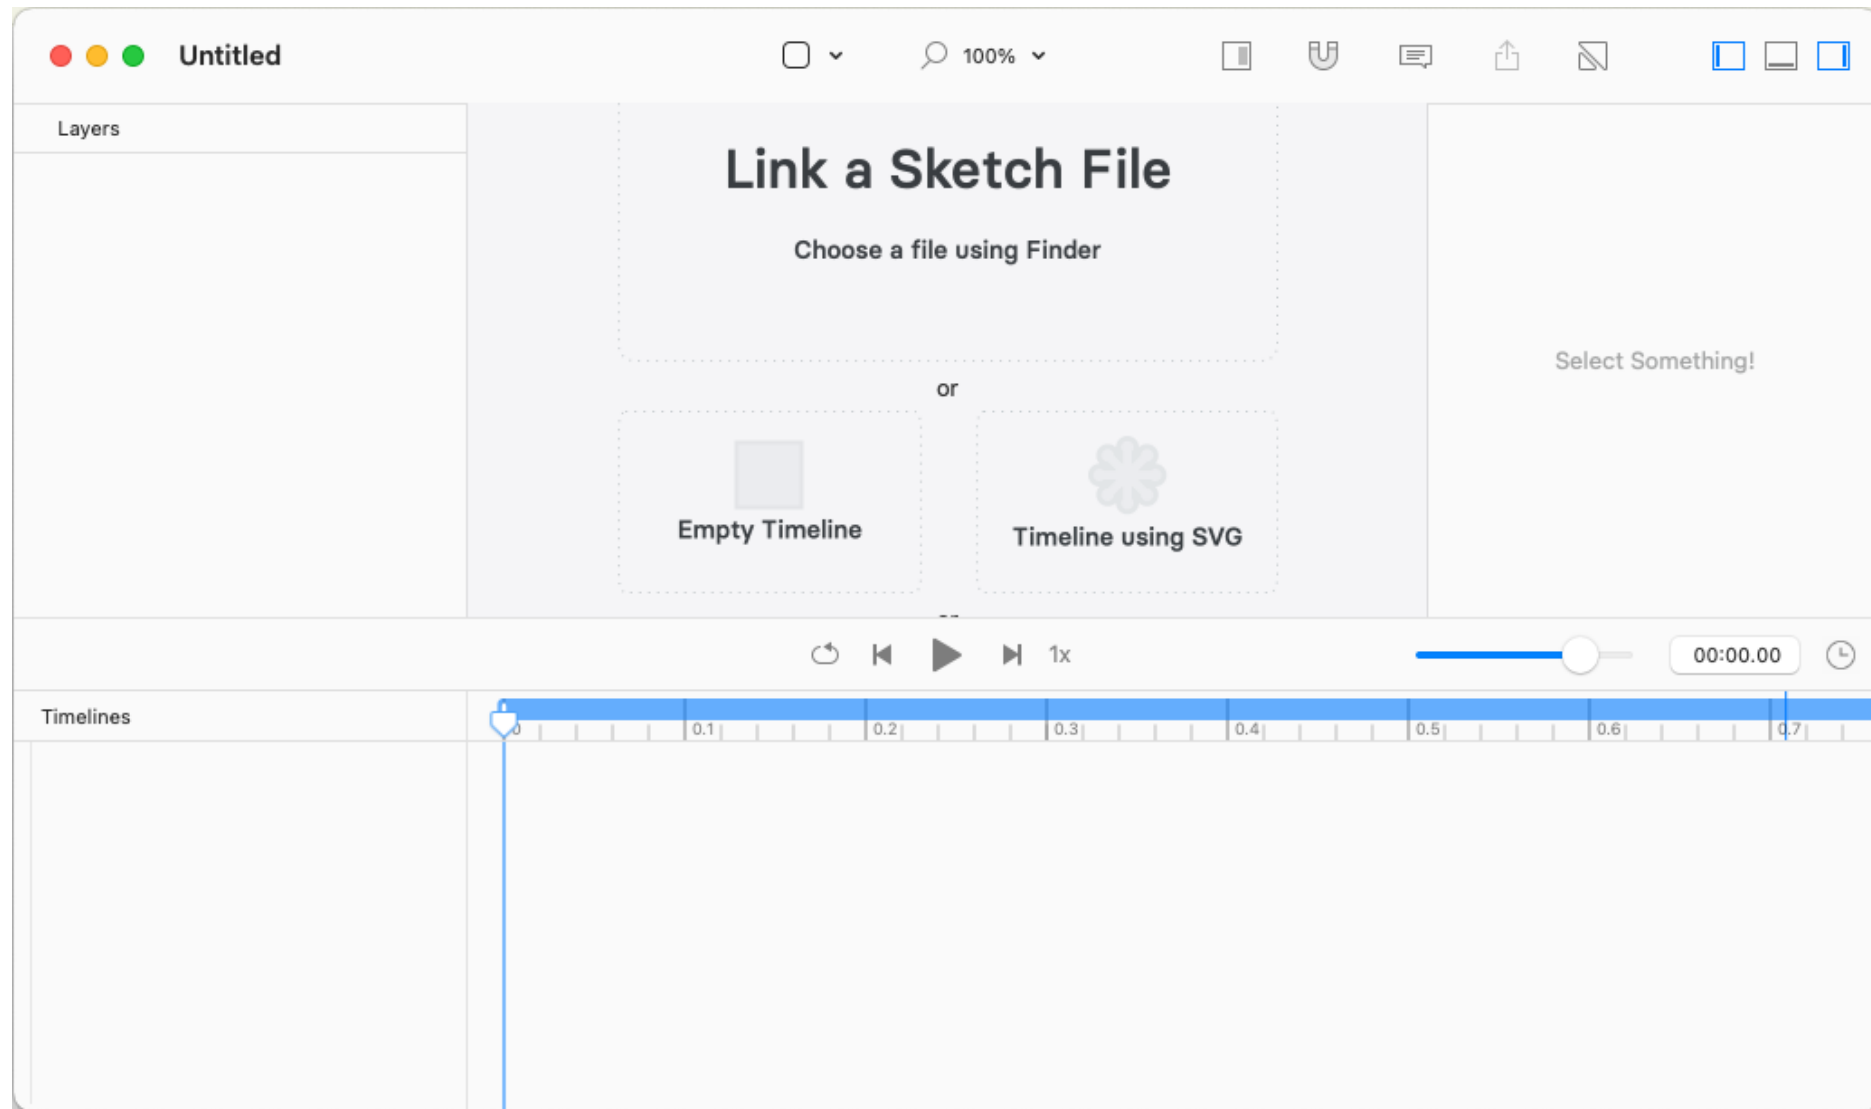 Untitled
100%
Layers
Link a Sketch File
Choose a file using Finder
Select Something!
or
Empty Timeline
Timeline using SVG
1x
00:00.00
Timelines
0 0.1 0.2 0.3 0.4 0.5 0.6 0.7